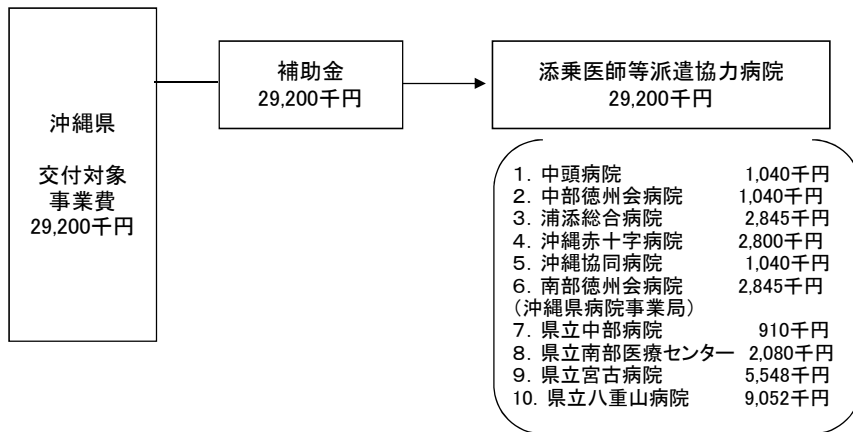 沖縄県
交付対象
事業費
29,200千円
補助金
29,200千円
添乗医師等派遣協力病院
29,200千円
1．中頭病院 1,040千円
2．中部徳州会病院 1,040千円
3．浦添総合病院 2,845千円
4．沖縄赤十字病院 2,800千円
5．沖縄協同病院 1,040千円
6．南部徳州会病院 2,845千円
（沖縄県病院事業局）
7．県立中部病院 910千円
8．県立南部医療センター 2,080千円
9．県立宮古病院 5,548千円
10．県立八重山病院 9,052千円